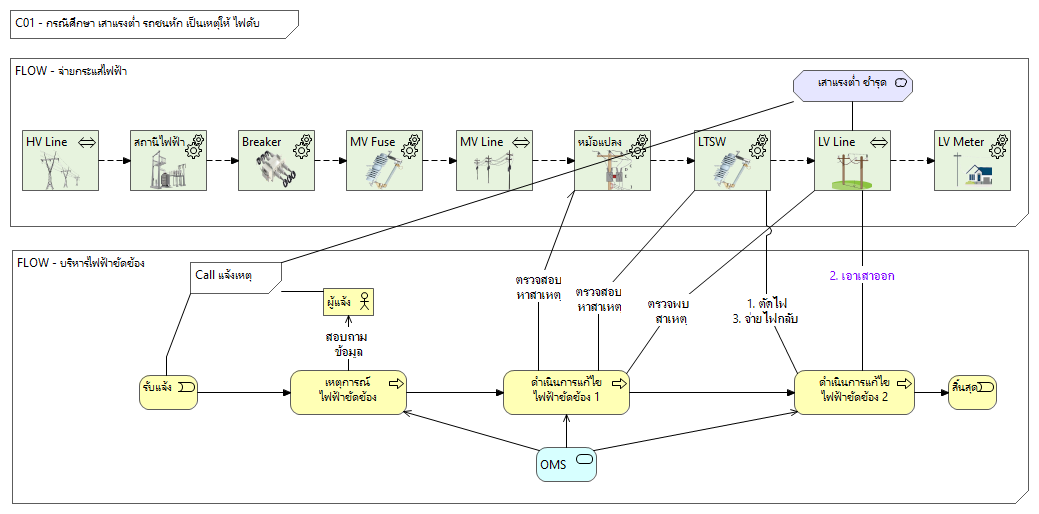 C01 - กรณีศึกษา เสาแรงต่ำ รถชนหัก เป็นเหตุให้ ไฟดับ
FLOW - จ่ายกระแสไฟฟ้า
เสาแรงต่ำ ชำรุด
HV Line
สถานีไฟฟ้า
Breaker
MV Fuse
MV Line
หม้อแปลง
LTSW
LV Line
LV Meter
FLOW - บริหารไฟฟ้าขัดข้อง
Call แจ้งเหตุ
ผู้แจ้ง
สอบถาม
ข้อมูล
ตรวจสอบ
หาสาเหตุ
ตรวจสอบ
หาสาเหตุ
ตรวจพบ
สาเหตุ
1. ตัดไฟ
3. จ่ายไฟกลับ
2. เอาเสาออก
รับแจ้ง
เหตุการณ์
ไฟฟ้าขัดข้อง
ดำเนินการแก้ไข
ไฟฟ้าขัดข้อง 1
ดำเนินการแก้ไข
ไฟฟ้าขัดข้อง 2
สิ้นสุด
OMS